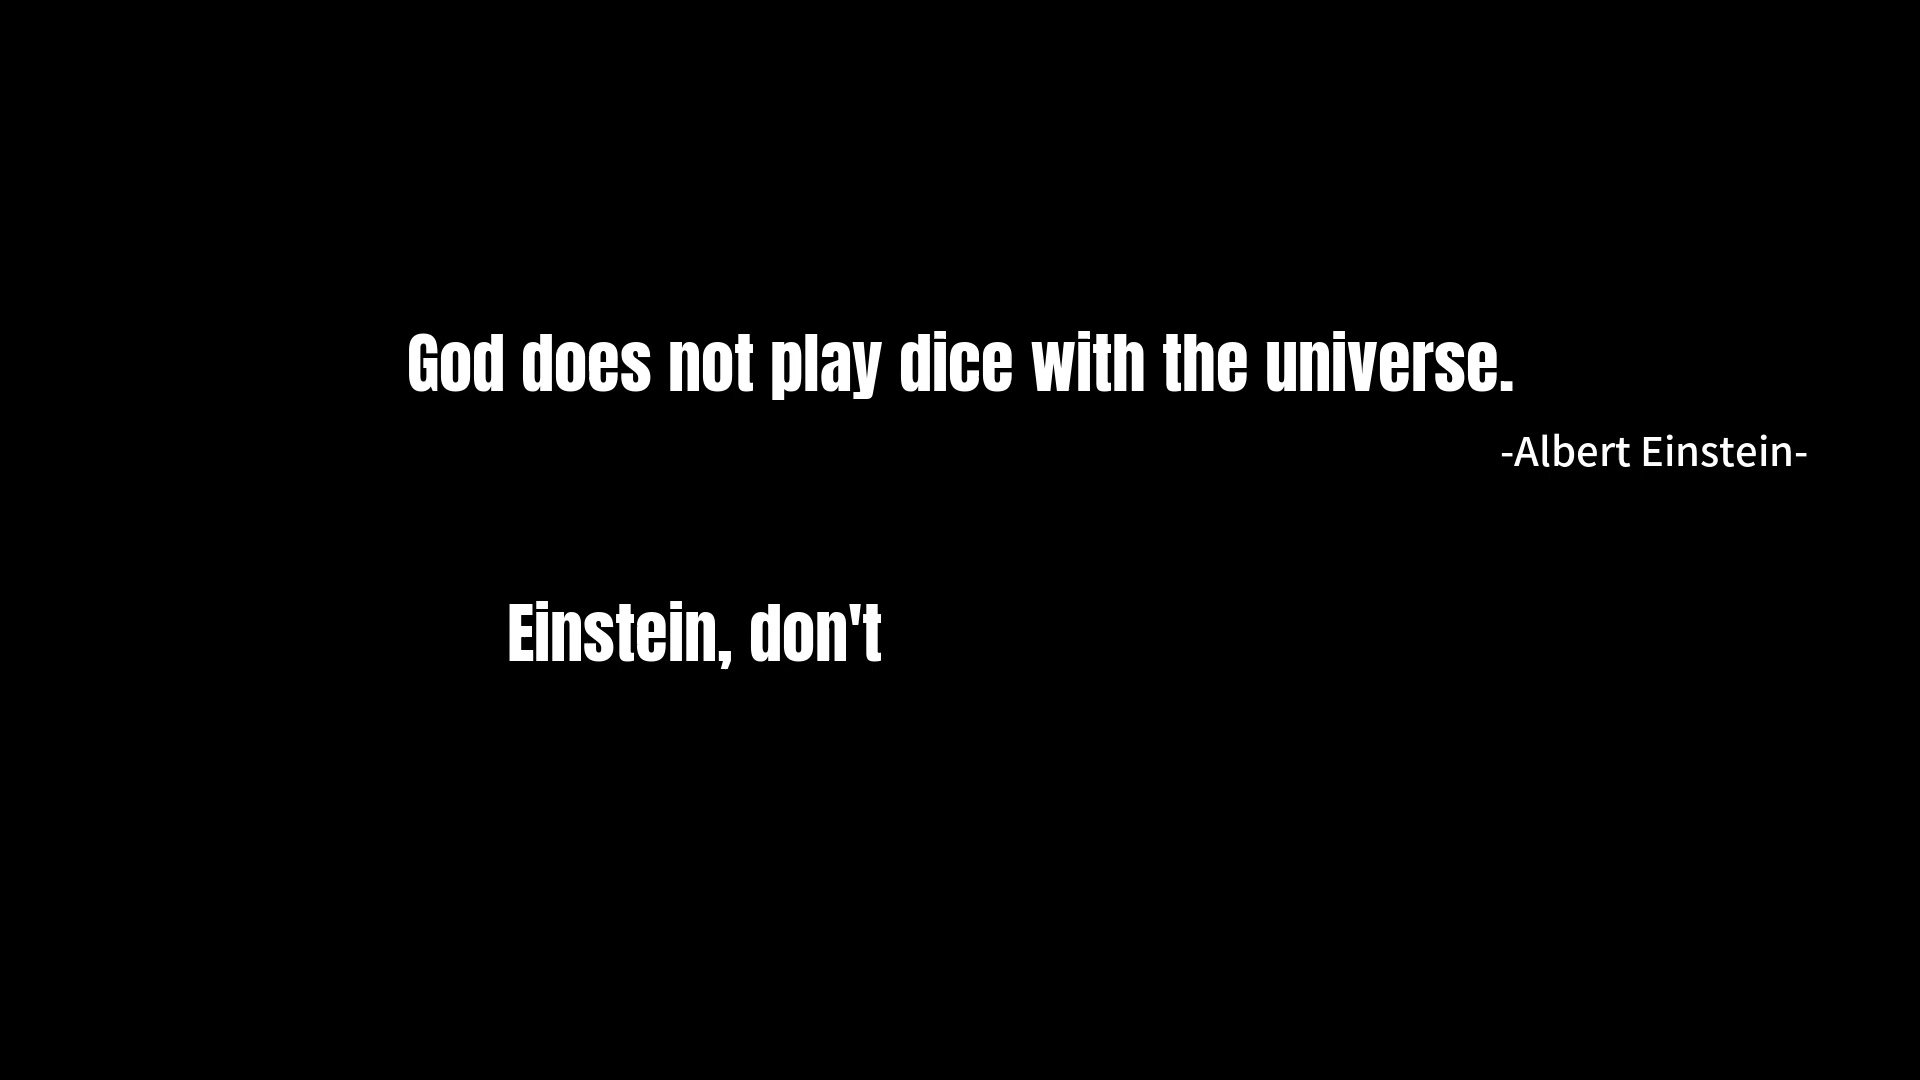 God does not play dice with the universe.
-Albert Einstein-
Einstein, don't